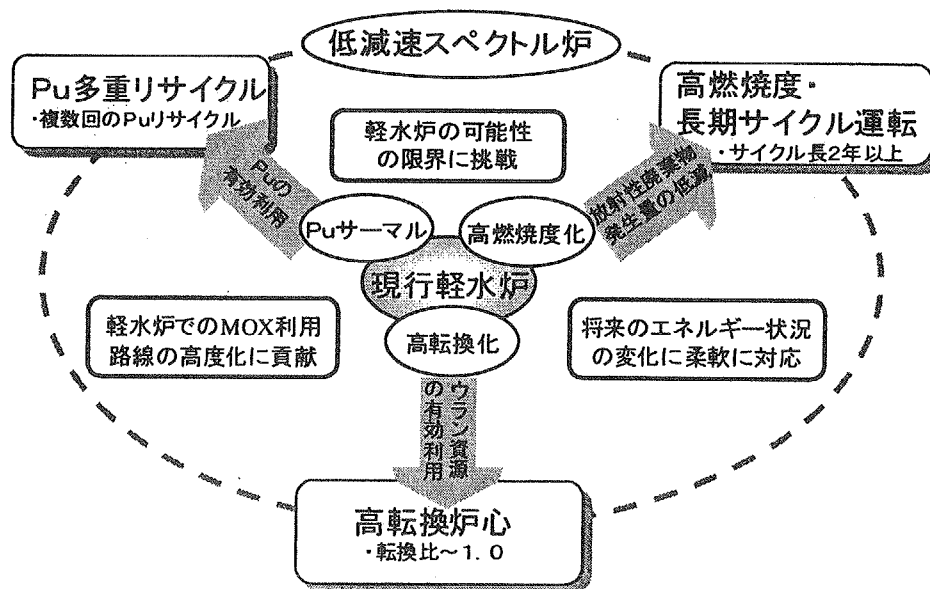 低減速スペクトル炉
Pu多重リサイクル
・複数回のPuリサイクル
高燃焼度・
長期サイクル運転
・サイクル長2年以上
軽水炉の可能性
の限界に挑戦
Puの
有効利用
放射性廃棄物
発生量の低減
Puサーマル
高燃焼度化
現行軽水炉
高転換化
軽水炉でのMOX利用
路線の高度化に貢献
将来のエネルギー状況
の変化に柔軟に対応
ウラン資源
の有効利用
高転換炉心
・転換比～1.0